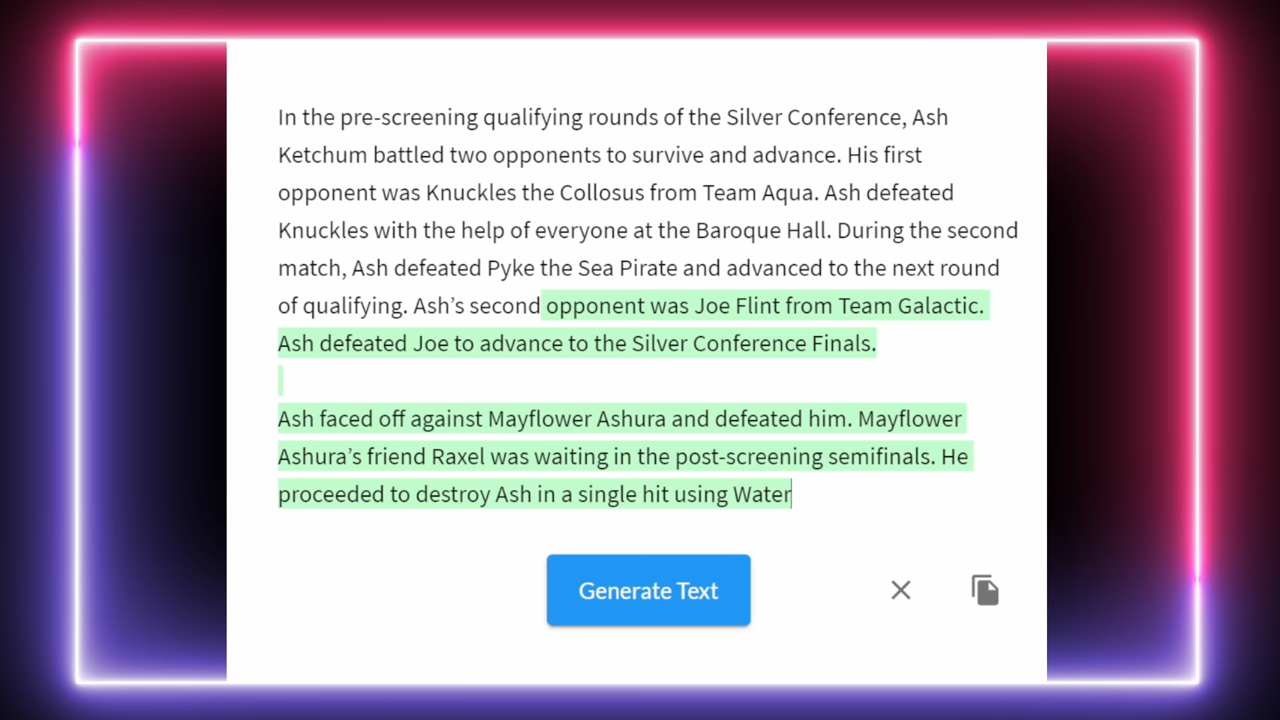 In the pre-screening qualifying rounds of the Silver Conference, Ash
Ketchum battled two opponents to survive and advance. His first
opponent was Knuckles the Collosus from Team Aqua. Ash defeated
Knuckles with the help of everyone at the Baroque Hall. During the second
match, Ash defeated Pyke the Sea Pirate and advanced to the next round
of qualifying. Ash’s second opponent was Joe Flint from Team Galactic.
Ash defeated Joe to advance to the Silver Conference Finals.
Ash faced off against Mayflower Ashura and defeated him. Mayflower
Ashura’s friend Raxel was waiting in the post-screening semifinals. He
proceeded to destroy Ash in a single hit using Water
Generate Text